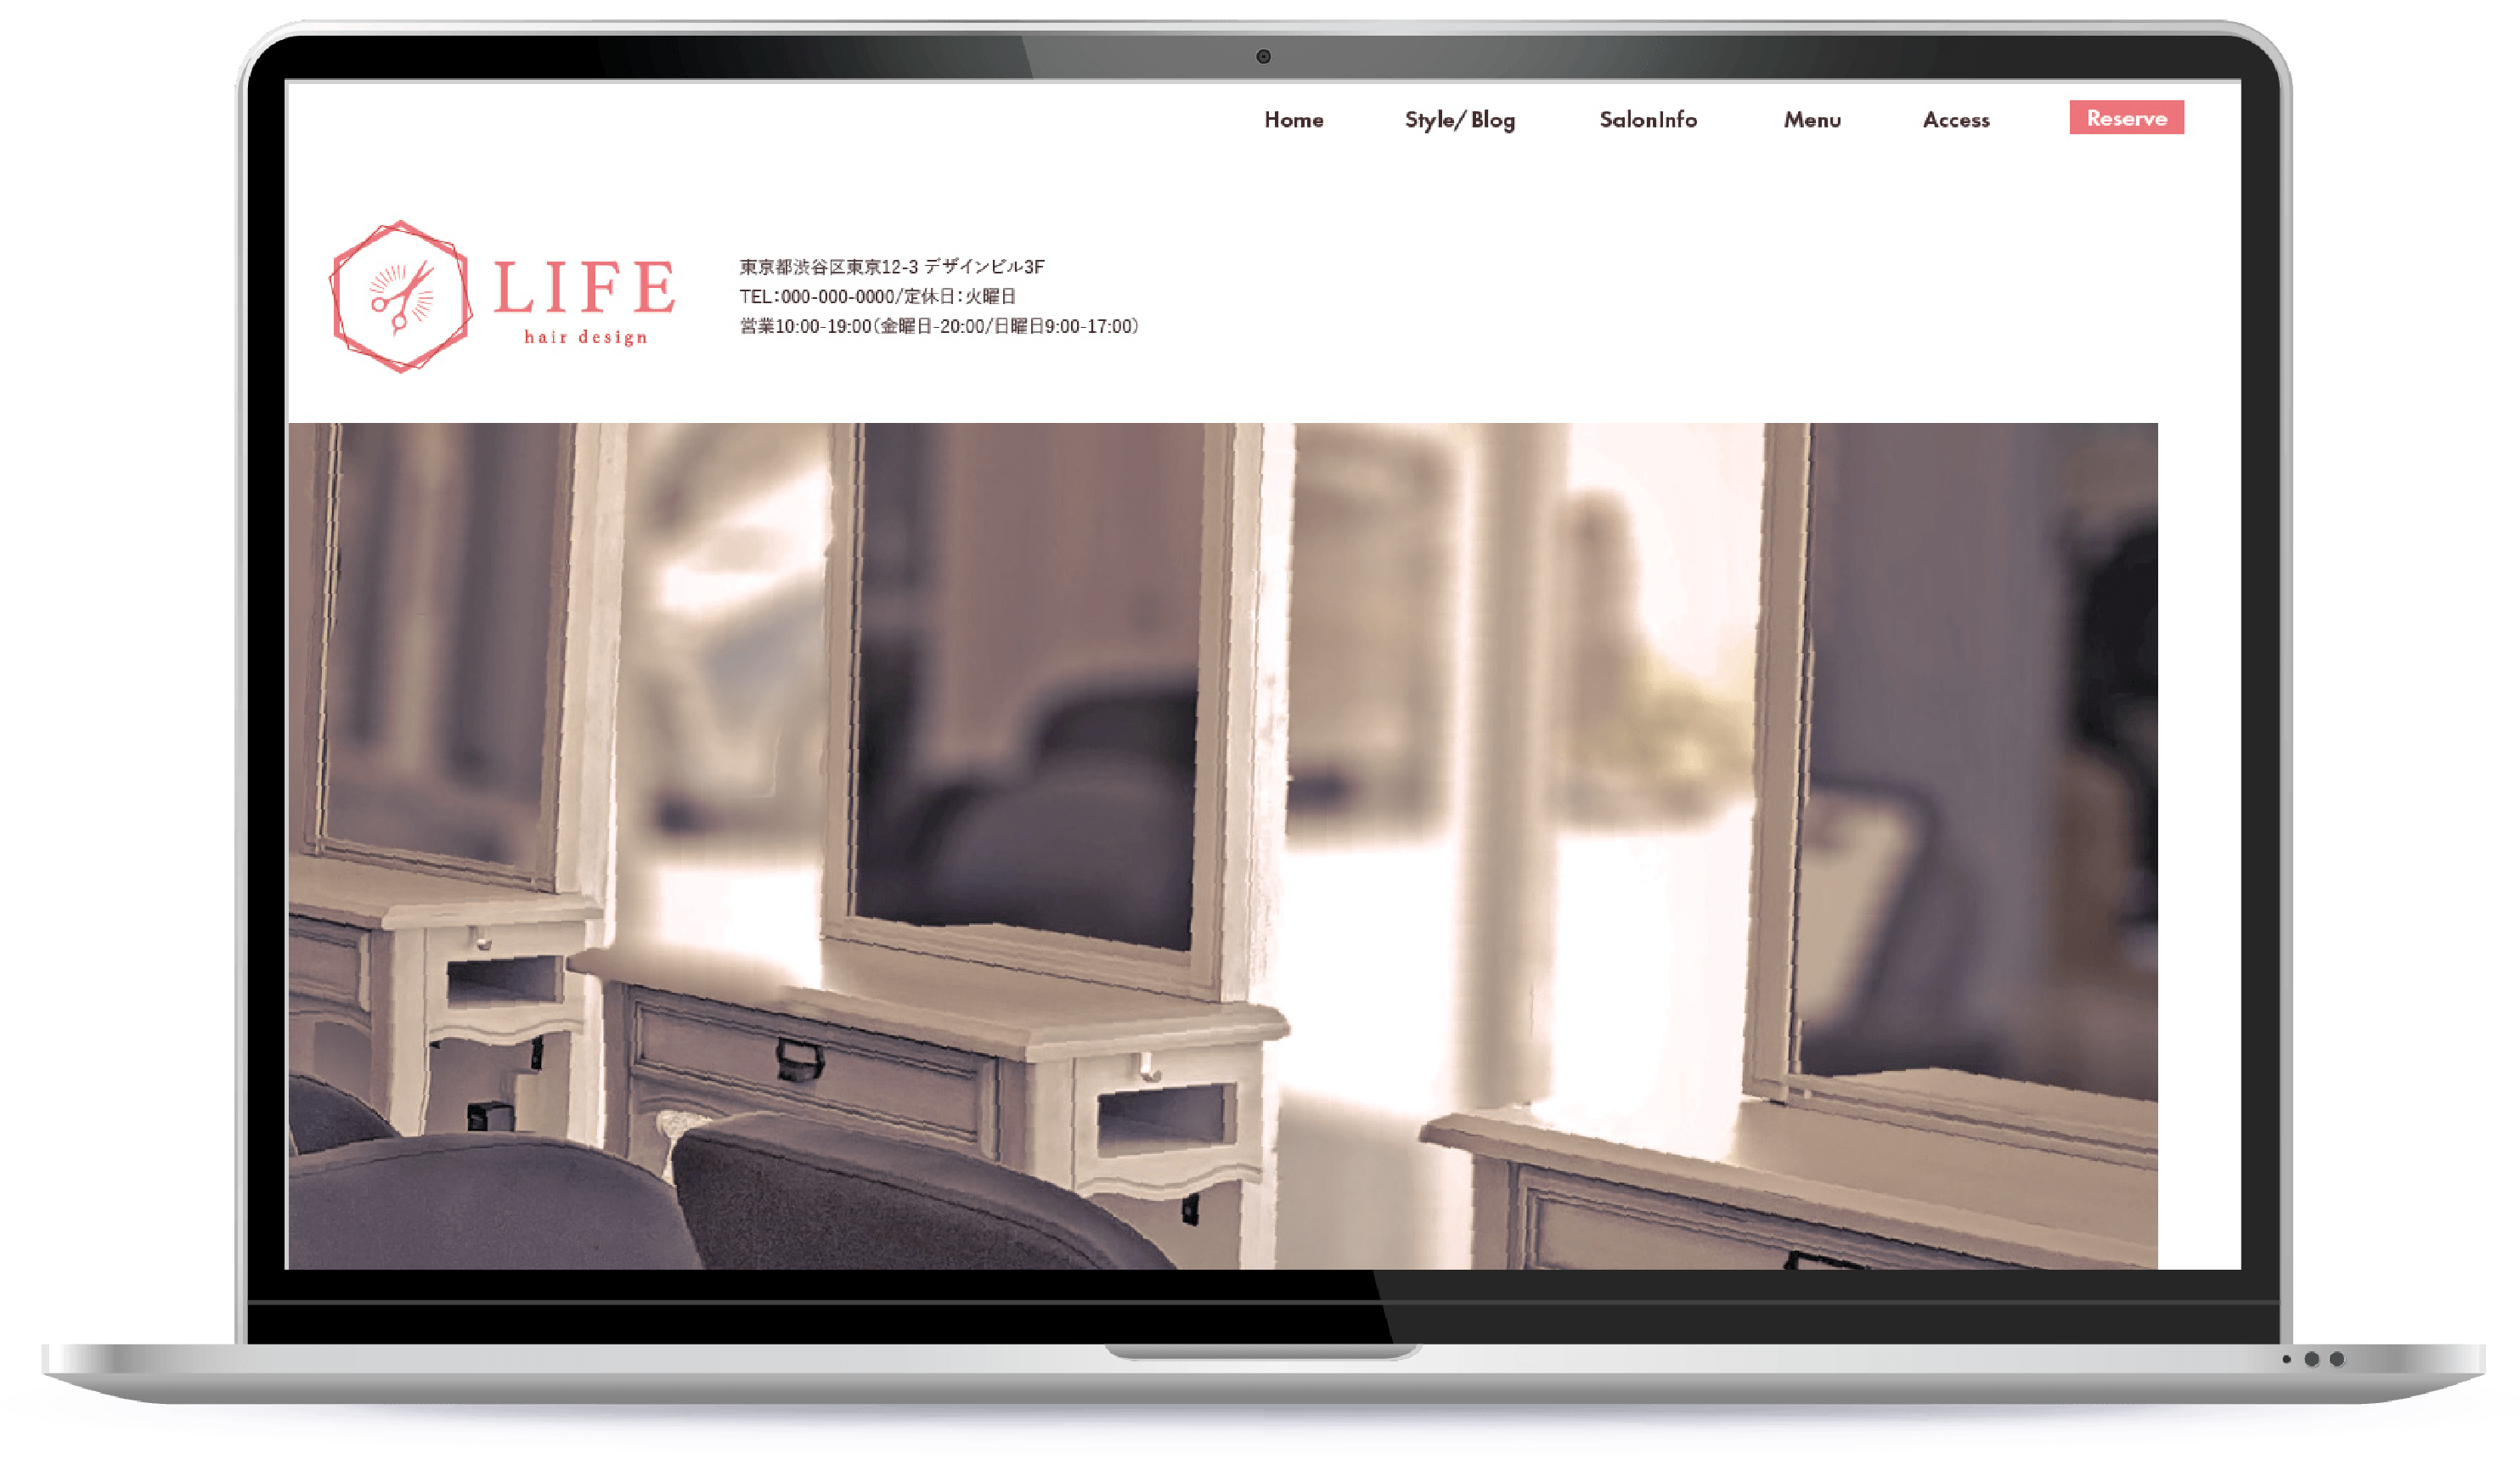 Home Style/Blog SalonInfo Menu Access Reserve
LIFE
hair design
東京都渋谷区東京12-3 デザインビル3F
TEL:000-000-0000/定休日:火曜日
営業10:00-19:00(金曜日-20:00/日曜日9:00-17:00)